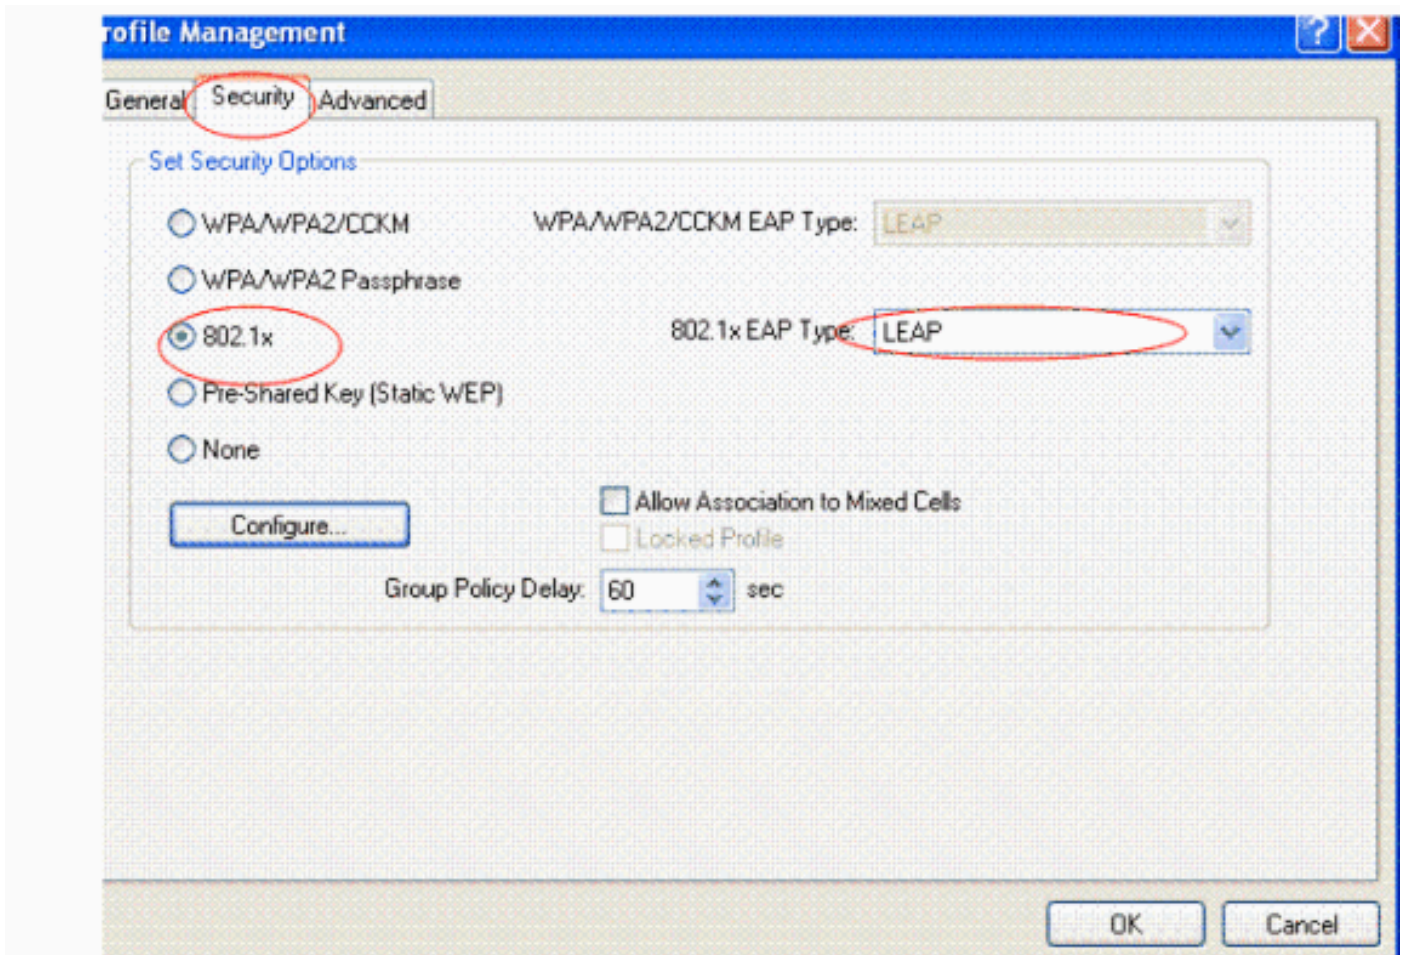 rofile Management
General Security Advanced
Set Security Options
WPA/WPA2/CCKM WPA/WPA2/CCKM EAP Type: LEAP
WPA/WPA2 Passphrase
802.1x 802.1x EAP Type: LEAP
Pre-Shared Key (Static WEP)
None
Allow Association to Mixed Cells
Configure...
Locked Profile
Group Policy Delay: 60 sec
OK Cancel